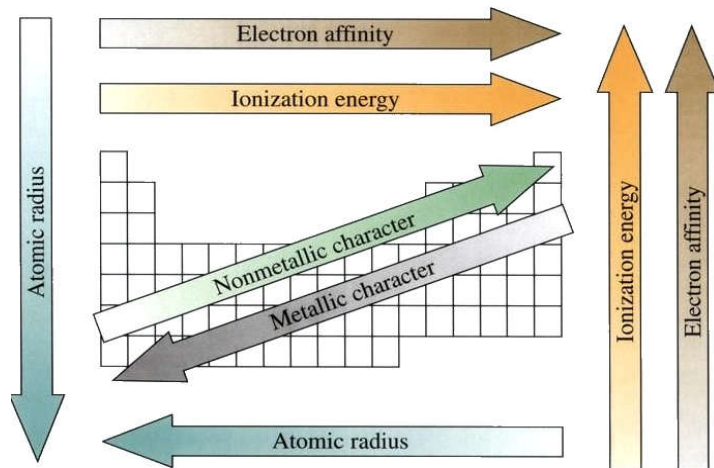 Electron affinity
Ionization energy
Atomic radius
Nonmetallic character
Metallic character
Ionization energy
Electron affinity
Atomic radius